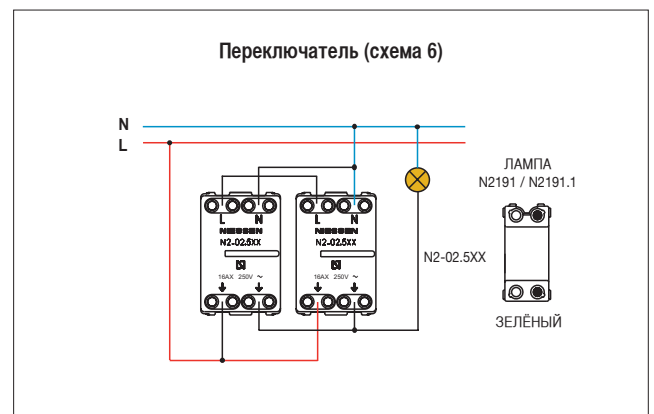 Переключатель (схема 6)
N
L
ЛАМПА
N2191 / N2191.1
L N
NIESSEN
N2-02.5XX
16AX 250V ~
L N
NIESSEN
N2-02.5XX
16AX 250V ~
N2-02.5XX
ЗЕЛЁНЫЙ